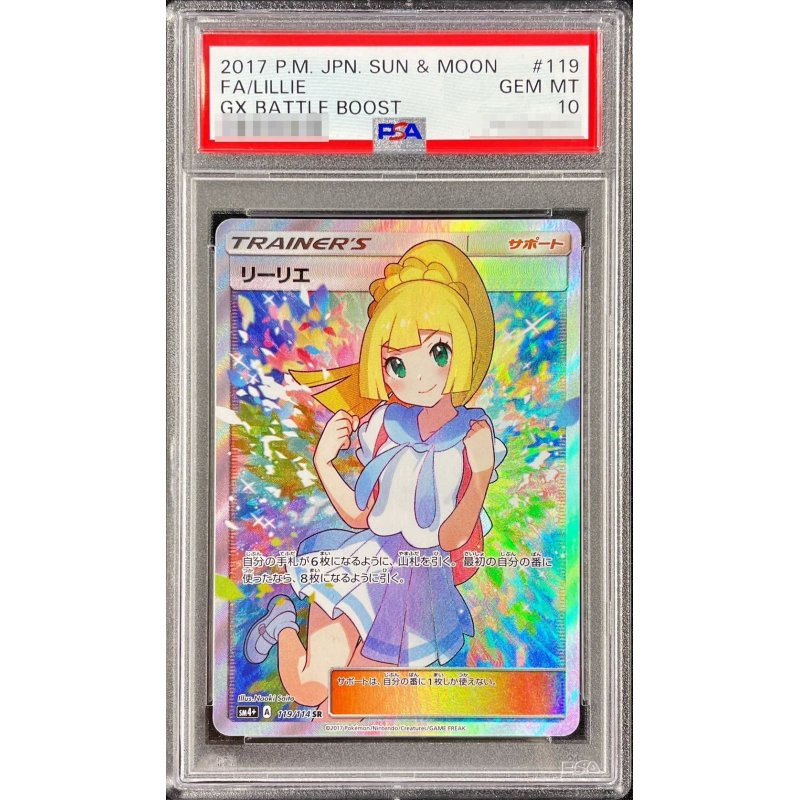 2017 P.M. JPN. SUN & MOON #119
FA/LILLIE GEM MT
GX BATTLE BOOST 10
PSA
TRAINER'S サポート
リーリエ
自分の手札が6枚になるように、山札を引く。最初の自分の番に
使ったなら、8枚になるように引く。
サポートは、自分の番に1枚しか使えない。
Illus. Naoki Saito
SM4+ A 119/114 SR
©2017 Pokémon/Nintendo/Creatures/GAME FREAK.
PSA